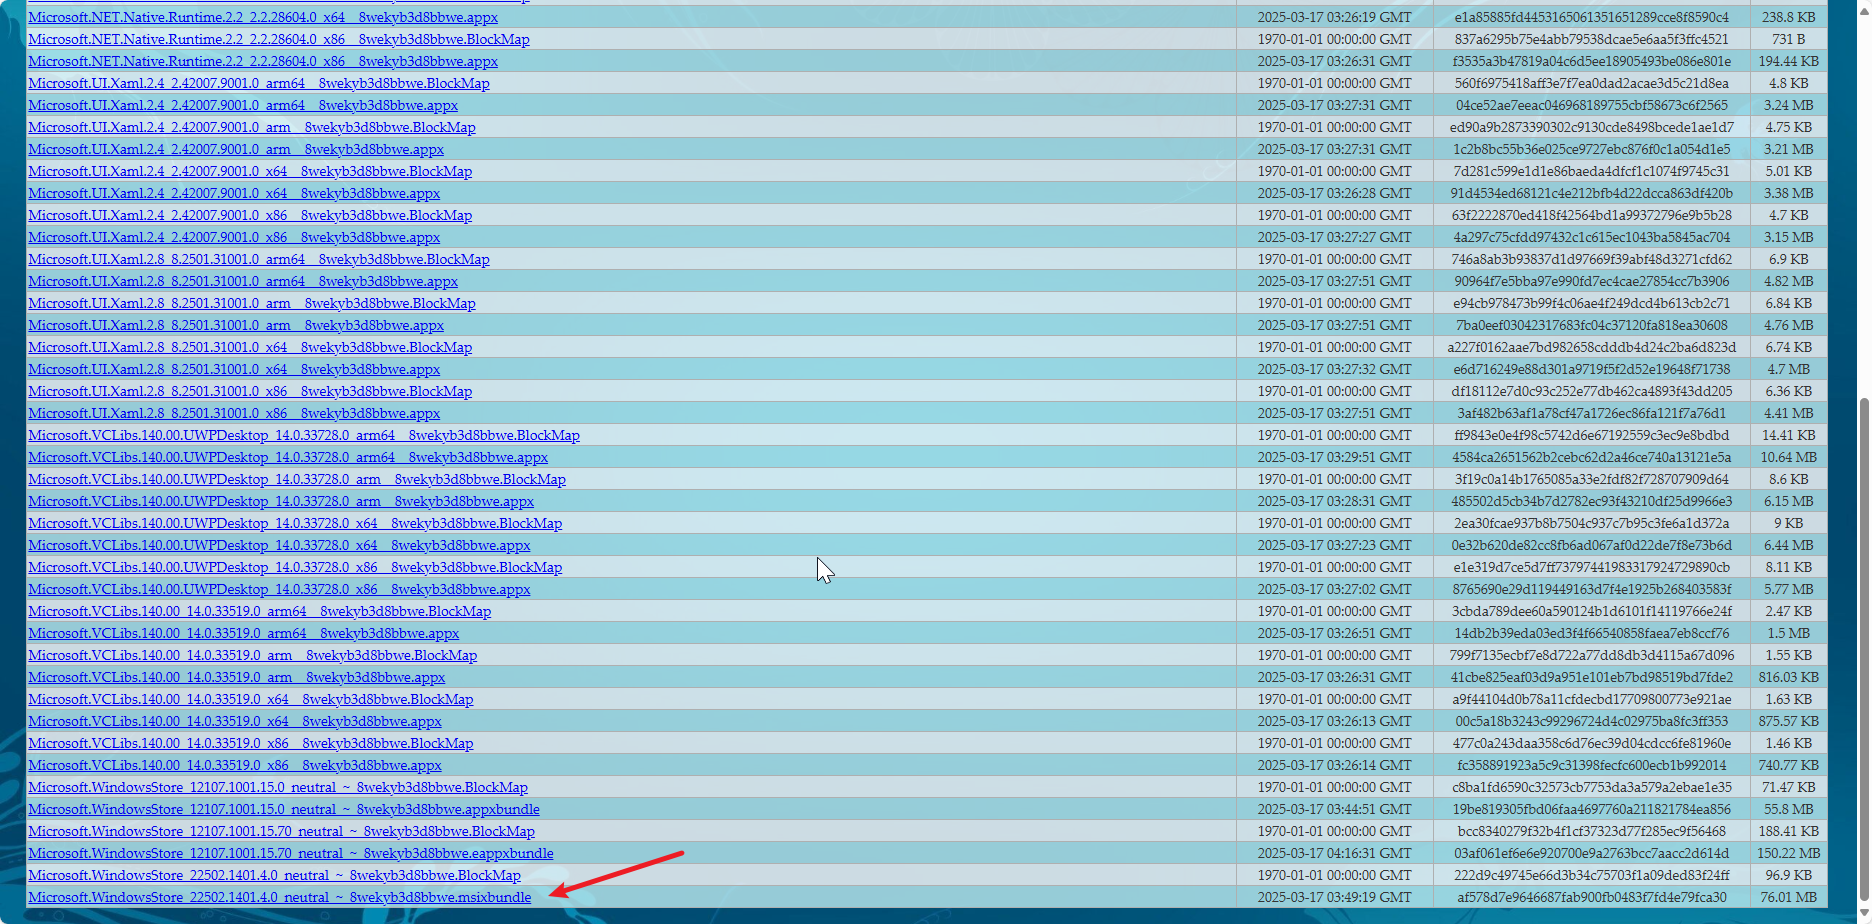 Microsoft.NET.Native.Runtime.2.2_2.2.28604.0_x64__8wekyb3d8bbwe.appx 2025-03-17 03:26:19 GMT e1a85885fd4453165061351651289cce8f8590c4 238.8 KB
Microsoft.NET.Native.Runtime.2.2_2.2.28604.0_x86__8wekyb3d8bbwe.BlockMap 1970-01-01 00:00:00 GMT 837a6295b75e4abb79538dcae5e6aa5f3ffc4521 731 B
Microsoft.NET.Native.Runtime.2.2_2.2.28604.0_x86__8wekyb3d8bbwe.appx 2025-03-17 03:26:31 GMT f3535a3b47819a04c6d5ee18905493be086e801e 194.44 KB
Microsoft.UI.Xaml.2.4_2.42007.9001.0_arm64__8wekyb3d8bbwe.BlockMap 1970-01-01 00:00:00 GMT 560f6975418aff3e7f7ea0dad2acae3d5c21d8ea 4.8 KB
Microsoft.UI.Xaml.2.4_2.42007.9001.0_arm64__8wekyb3d8bbwe.appx 2025-03-17 03:27:31 GMT 04ce52ae7eeac046968189755cbf58673c6f2565 3.24 MB
Microsoft.UI.Xaml.2.4_2.42007.9001.0_arm__8wekyb3d8bbwe.BlockMap 1970-01-01 00:00:00 GMT ed90a9b2873390302c9130cde8498bcede1ae1d7 4.75 KB
Microsoft.UI.Xaml.2.4_2.42007.9001.0_arm__8wekyb3d8bbwe.appx 2025-03-17 03:27:31 GMT 1c2b8bc55b36e025ce9727ebc876f0c1a054d1e5 3.21 MB
Microsoft.UI.Xaml.2.4_2.42007.9001.0_x64__8wekyb3d8bbwe.BlockMap 1970-01-01 00:00:00 GMT 7d281c599e1d1e86baeda4dfcf1c1074f9745c31 5.01 KB
Microsoft.UI.Xaml.2.4_2.42007.9001.0_x64__8wekyb3d8bbwe.appx 2025-03-17 03:26:28 GMT 91d4534ed68121c4e212bfb4d22dcca863df420b 3.38 MB
Microsoft.UI.Xaml.2.4_2.42007.9001.0_x86__8wekyb3d8bbwe.BlockMap 1970-01-01 00:00:00 GMT 63f2222870ed418f42564bd1a99372796e9b5b28 4.7 KB
Microsoft.UI.Xaml.2.4_2.42007.9001.0_x86__8wekyb3d8bbwe.appx 2025-03-17 03:27:27 GMT 4a297c75cfdd97432c1c615ec1043ba5845ac704 3.15 MB
Microsoft.UI.Xaml.2.8_8.2501.31001.0_arm64__8wekyb3d8bbwe.BlockMap 1970-01-01 00:00:00 GMT 746a8ab3b93837d1d97669f39abf48d3271cfd62 6.9 KB
Microsoft.UI.Xaml.2.8_8.2501.31001.0_arm64__8wekyb3d8bbwe.appx 2025-03-17 03:27:51 GMT 90964f7e5bba97e990fd7ec4cae27854cc7b3906 4.82 MB
Microsoft.UI.Xaml.2.8_8.2501.31001.0_arm__8wekyb3d8bbwe.BlockMap 1970-01-01 00:00:00 GMT e94cb978473b99f4c06ae4f249dcd4b613cb2c71 6.84 KB
Microsoft.UI.Xaml.2.8_8.2501.31001.0_arm__8wekyb3d8bbwe.appx 2025-03-17 03:27:51 GMT 7ba0eef03042317683fc04c37120fa818ea30608 4.76 MB
Microsoft.UI.Xaml.2.8_8.2501.31001.0_x64__8wekyb3d8bbwe.BlockMap 1970-01-01 00:00:00 GMT a227f0162aae7bd982658cdddb4d24c2ba6d823d 6.74 KB
Microsoft.UI.Xaml.2.8_8.2501.31001.0_x64__8wekyb3d8bbwe.appx 2025-03-17 03:27:32 GMT e6d716249e88d301a9719f5f2d52e19648f71738 4.7 MB
Microsoft.UI.Xaml.2.8_8.2501.31001.0_x86__8wekyb3d8bbwe.BlockMap 1970-01-01 00:00:00 GMT df18112e7d0c93c252e77db462ca4893f43dd205 6.36 KB
Microsoft.UI.Xaml.2.8_8.2501.31001.0_x86__8wekyb3d8bbwe.appx 2025-03-17 03:27:51 GMT 3af482b63af1a78cf47a1726ec86fa121f7a76d1 4.41 MB
Microsoft.VCLibs.140.00.UWPDesktop_14.0.33728.0_arm64__8wekyb3d8bbwe.BlockMap 1970-01-01 00:00:00 GMT ff9843e0e4f98c5742d6e67192559c3ec9e8bdbd 14.41 KB
Microsoft.VCLibs.140.00.UWPDesktop_14.0.33728.0_arm64__8wekyb3d8bbwe.appx 2025-03-17 03:29:51 GMT 4584ca2651562b2cebc62d2a46ce740a13121e5a 10.64 MB
Microsoft.VCLibs.140.00.UWPDesktop_14.0.33728.0_arm__8wekyb3d8bbwe.BlockMap 1970-01-01 00:00:00 GMT 3f19c0a14b1765085a33e2fdf82f728707909d64 8.6 KB
Microsoft.VCLibs.140.00.UWPDesktop_14.0.33728.0_arm__8wekyb3d8bbwe.appx 2025-03-17 03:28:31 GMT 485502d5cb34b7d2782ec93f43210df25d9966e3 6.15 MB
Microsoft.VCLibs.140.00.UWPDesktop_14.0.33728.0_x64__8wekyb3d8bbwe.BlockMap 1970-01-01 00:00:00 GMT 2ea30fcae937b8b7504c937c7b95c3fe6a1d372a 9 KB
Microsoft.VCLibs.140.00.UWPDesktop_14.0.33728.0_x64__8wekyb3d8bbwe.appx 2025-03-17 03:27:23 GMT 0e32b620de82cc8fb6ad067af0d22de7f8e73b6d 6.44 MB
Microsoft.VCLibs.140.00.UWPDesktop_14.0.33728.0_x86__8wekyb3d8bbwe.BlockMap 1970-01-01 00:00:00 GMT e1e319d7ce5d7ff73797441983317924729890cb 8.11 KB
Microsoft.VCLibs.140.00.UWPDesktop_14.0.33728.0_x86__8wekyb3d8bbwe.appx 2025-03-17 03:27:02 GMT 8765690e29d119449163d7f4e1925b268403583f 5.77 MB
Microsoft.VCLibs.140.00_14.0.33519.0_arm64__8wekyb3d8bbwe.BlockMap 1970-01-01 00:00:00 GMT 3cbda789dee60a590124b1d6101f14119766e24f 2.47 KB
Microsoft.VCLibs.140.00_14.0.33519.0_arm64__8wekyb3d8bbwe.appx 2025-03-17 03:26:51 GMT 14db2b39eda03ed3f4f66540858faea7eb8ccf76 1.5 MB
Microsoft.VCLibs.140.00_14.0.33519.0_arm__8wekyb3d8bbwe.BlockMap 1970-01-01 00:00:00 GMT 799f7135ecbf7e8d722a77dd8db3d4115a67d096 1.55 KB
Microsoft.VCLibs.140.00_14.0.33519.0_arm__8wekyb3d8bbwe.appx 2025-03-17 03:26:31 GMT 41cbe825eaf03d9a951e101eb7bd98519bd7fde2 816.03 KB
Microsoft.VCLibs.140.00_14.0.33519.0_x64__8wekyb3d8bbwe.BlockMap 1970-01-01 00:00:00 GMT a9f44104d0b78a11cfdecbd17709800773e921ae 1.63 KB
Microsoft.VCLibs.140.00_14.0.33519.0_x64__8wekyb3d8bbwe.appx 2025-03-17 03:26:13 GMT 00c5a18b3243c99296724d4c02975ba8fc3ff353 875.57 KB
Microsoft.VCLibs.140.00_14.0.33519.0_x86__8wekyb3d8bbwe.BlockMap 1970-01-01 00:00:00 GMT 477c0a243daa358c6d76ec39d04cdcc6fe81960e 1.46 KB
Microsoft.VCLibs.140.00_14.0.33519.0_x86__8wekyb3d8bbwe.appx 2025-03-17 03:26:14 GMT fc358891923a5c9c31398fecfc600ecb1b992014 740.77 KB
Microsoft.WindowsStore_12107.1001.15.0_neutral_~_8wekyb3d8bbwe.BlockMap 1970-01-01 00:00:00 GMT c8ba1fd6590c32573cb7753da3a579a2ebae1e35 71.47 KB
Microsoft.WindowsStore_12107.1001.15.0_neutral_~_8wekyb3d8bbwe.appxbundle 2025-03-17 03:44:51 GMT 19be819305fbd06faa4697760a211821784ea856 55.8 MB
Microsoft.WindowsStore_12107.1001.15.70_neutral_~_8wekyb3d8bbwe.BlockMap 1970-01-01 00:00:00 GMT bcc8340279f32b4f1cf37323d77f285ec9f56468 188.41 KB
Microsoft.WindowsStore_12107.1001.15.70_neutral_~_8wekyb3d8bbwe.eappxbundle 2025-03-17 04:16:31 GMT 03af061ef6e6e920700e9a2763bcc7aacc2d614d 150.22 MB
Microsoft.WindowsStore_22502.1401.4.0_neutral_~_8wekyb3d8bbwe.BlockMap 1970-01-01 00:00:00 GMT 222d9c49745e66d3b34c75703f1a09ded83f24ff 96.9 KB
Microsoft.WindowsStore_22502.1401.4.0_neutral_~_8wekyb3d8bbwe.msixbundle 2025-03-17 03:49:19 GMT af578d7e9646687fab900fb0483f7fd4e79fca30 76.01 MB